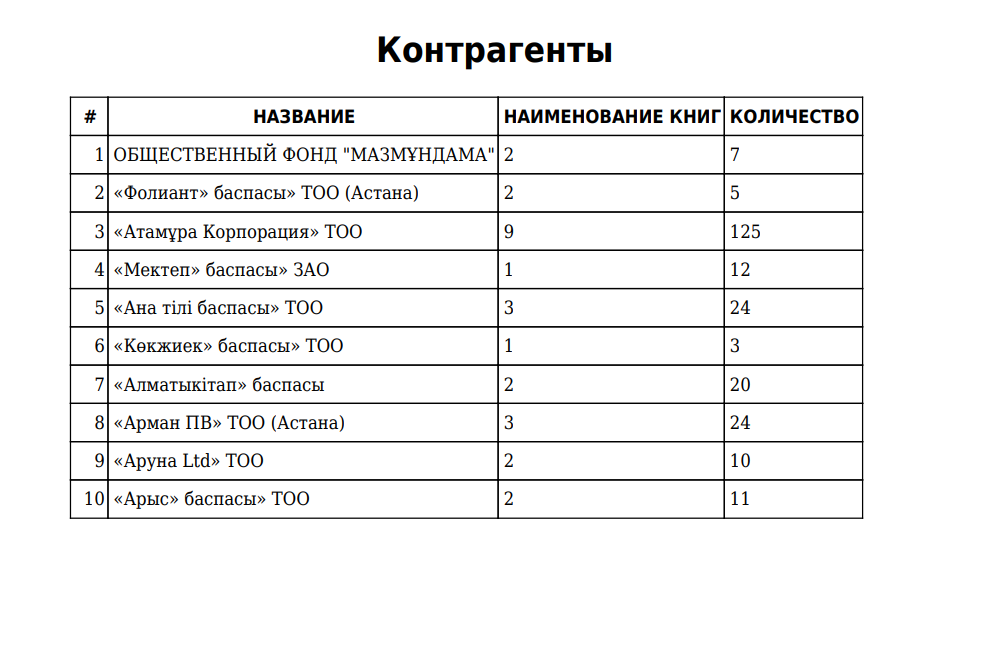 Контрагенты
# НАЗВАНИЕ НАИМЕНОВАНИЕ КНИГ КОЛИЧЕСТВО
1 ОБЩЕСТВЕННЫЙ ФОНД "МАЗМҰНДАМА" 2 7
2 «Фолиант» баспасы» ТОО (Астана) 2 5
3 «Атамұра Корпорация» ТОО 9 125
4 «Мектеп» баспасы» ЗАО 1 12
5 «Ана тілі баспасы» ТОО 3 24
6 «Көкжиек» баспасы» ТОО 1 3
7 «Алматыкітап» баспасы 2 20
8 «Арман ПВ» ТОО (Астана) 3 24
9 «Аруна Ltd» ТОО 2 10
10 «Арыс» баспасы» ТОО 2 11